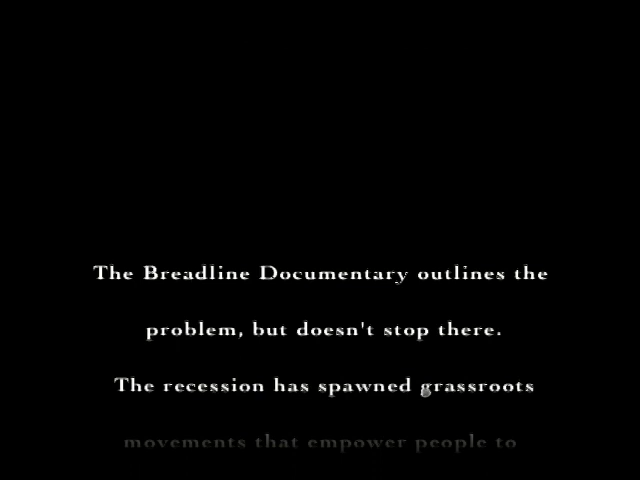 The Breadline Documentary outlines the
problem, but doesn't stop there.
The recession has spawned grassroots
movements that empower people to